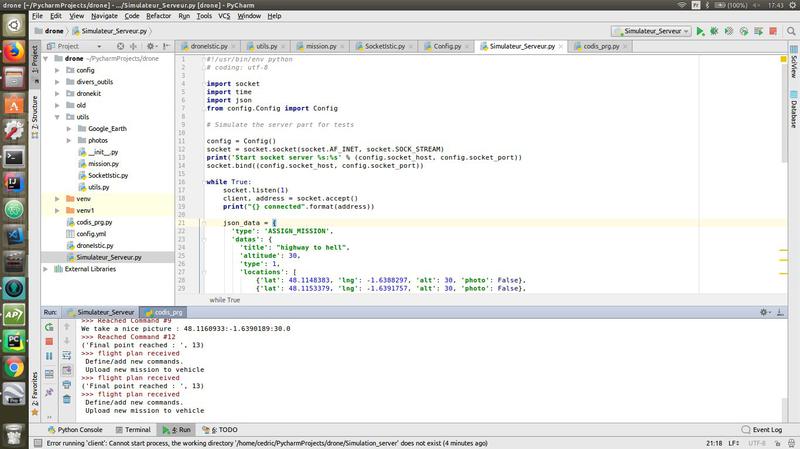 drone [~/PycharmProjects/drone] - .../Simulateur_Serveur.py [drone] - PyCharm
Fr (100%) 17:43
File Edit View Navigate Code Refactor Run Tools VCS Window Help
drone Simulateur_Serveur.py Simulateur_Serveur
Project
droneIstic.py utils.py mission.py SocketIstic.py Config.py Simulateur_Serveur.py codis_prg.py
1: Project
7: Structure
2: Favorites
SciView
Database
drone ~/PycharmProjects/drone
config
divers_outils
dronekit
old
utils
Google_Earth
photos
__init__.py
mission.py
SocketIstic.py
utils.py
venv
venv1
codis_prg.py
config.yml
droneIstic.py
Simulateur_Serveur.py
External Libraries
1 #!/usr/bin/env python
2 # coding: utf-8
3
4 import socket
5 import time
6 import json
7 from config.Config import Config
8
9 # Simulate the server part for tests
10
11 config = Config()
12 socket = socket.socket(socket.AF_INET, socket.SOCK_STREAM)
13 print('Start socket server %s:%s' % (config.socket_host, config.socket_port))
14 socket.bind((config.socket_host, config.socket_port))
15
16 while True:
17 socket.listen(1)
18 client, address = socket.accept()
19 print("{} connected".format(address))
20
21 json_data = {
22 'type': 'ASSIGN_MISSION',
23 'datas': {
24 'title': "highway to hell",
25 'altitude': 30,
26 'type': 1,
27 'locations': [
28 {'lat': 48.1148383, 'lng': -1.6388297, 'alt': 30, 'photo': False},
29 {'lat': 48.1153379, 'lng': -1.6391757, 'alt': 30, 'photo': False},
while True
Run: Simulateur_Serveur codis_prg
>>> Reached Command #9
We take a nice picture : 48.1160933:-1.6390189:30.0
>>> Reached Command #12
('Final point reached : ', 13)
>>> flight plan received
Define/add new commands.
Upload new mission to vehicle
>>> flight plan received
('Final point reached : ', 13)
>>> flight plan received
Define/add new commands.
Upload new mission to vehicle
Python Console Terminal 4: Run 6: TODO Event Log
Error running 'client': Cannot start process, the working directory '/home/cedric/PycharmProjects/drone/Simulation_server' does not exist (4 minutes ago) 21:18 LF UTF-8